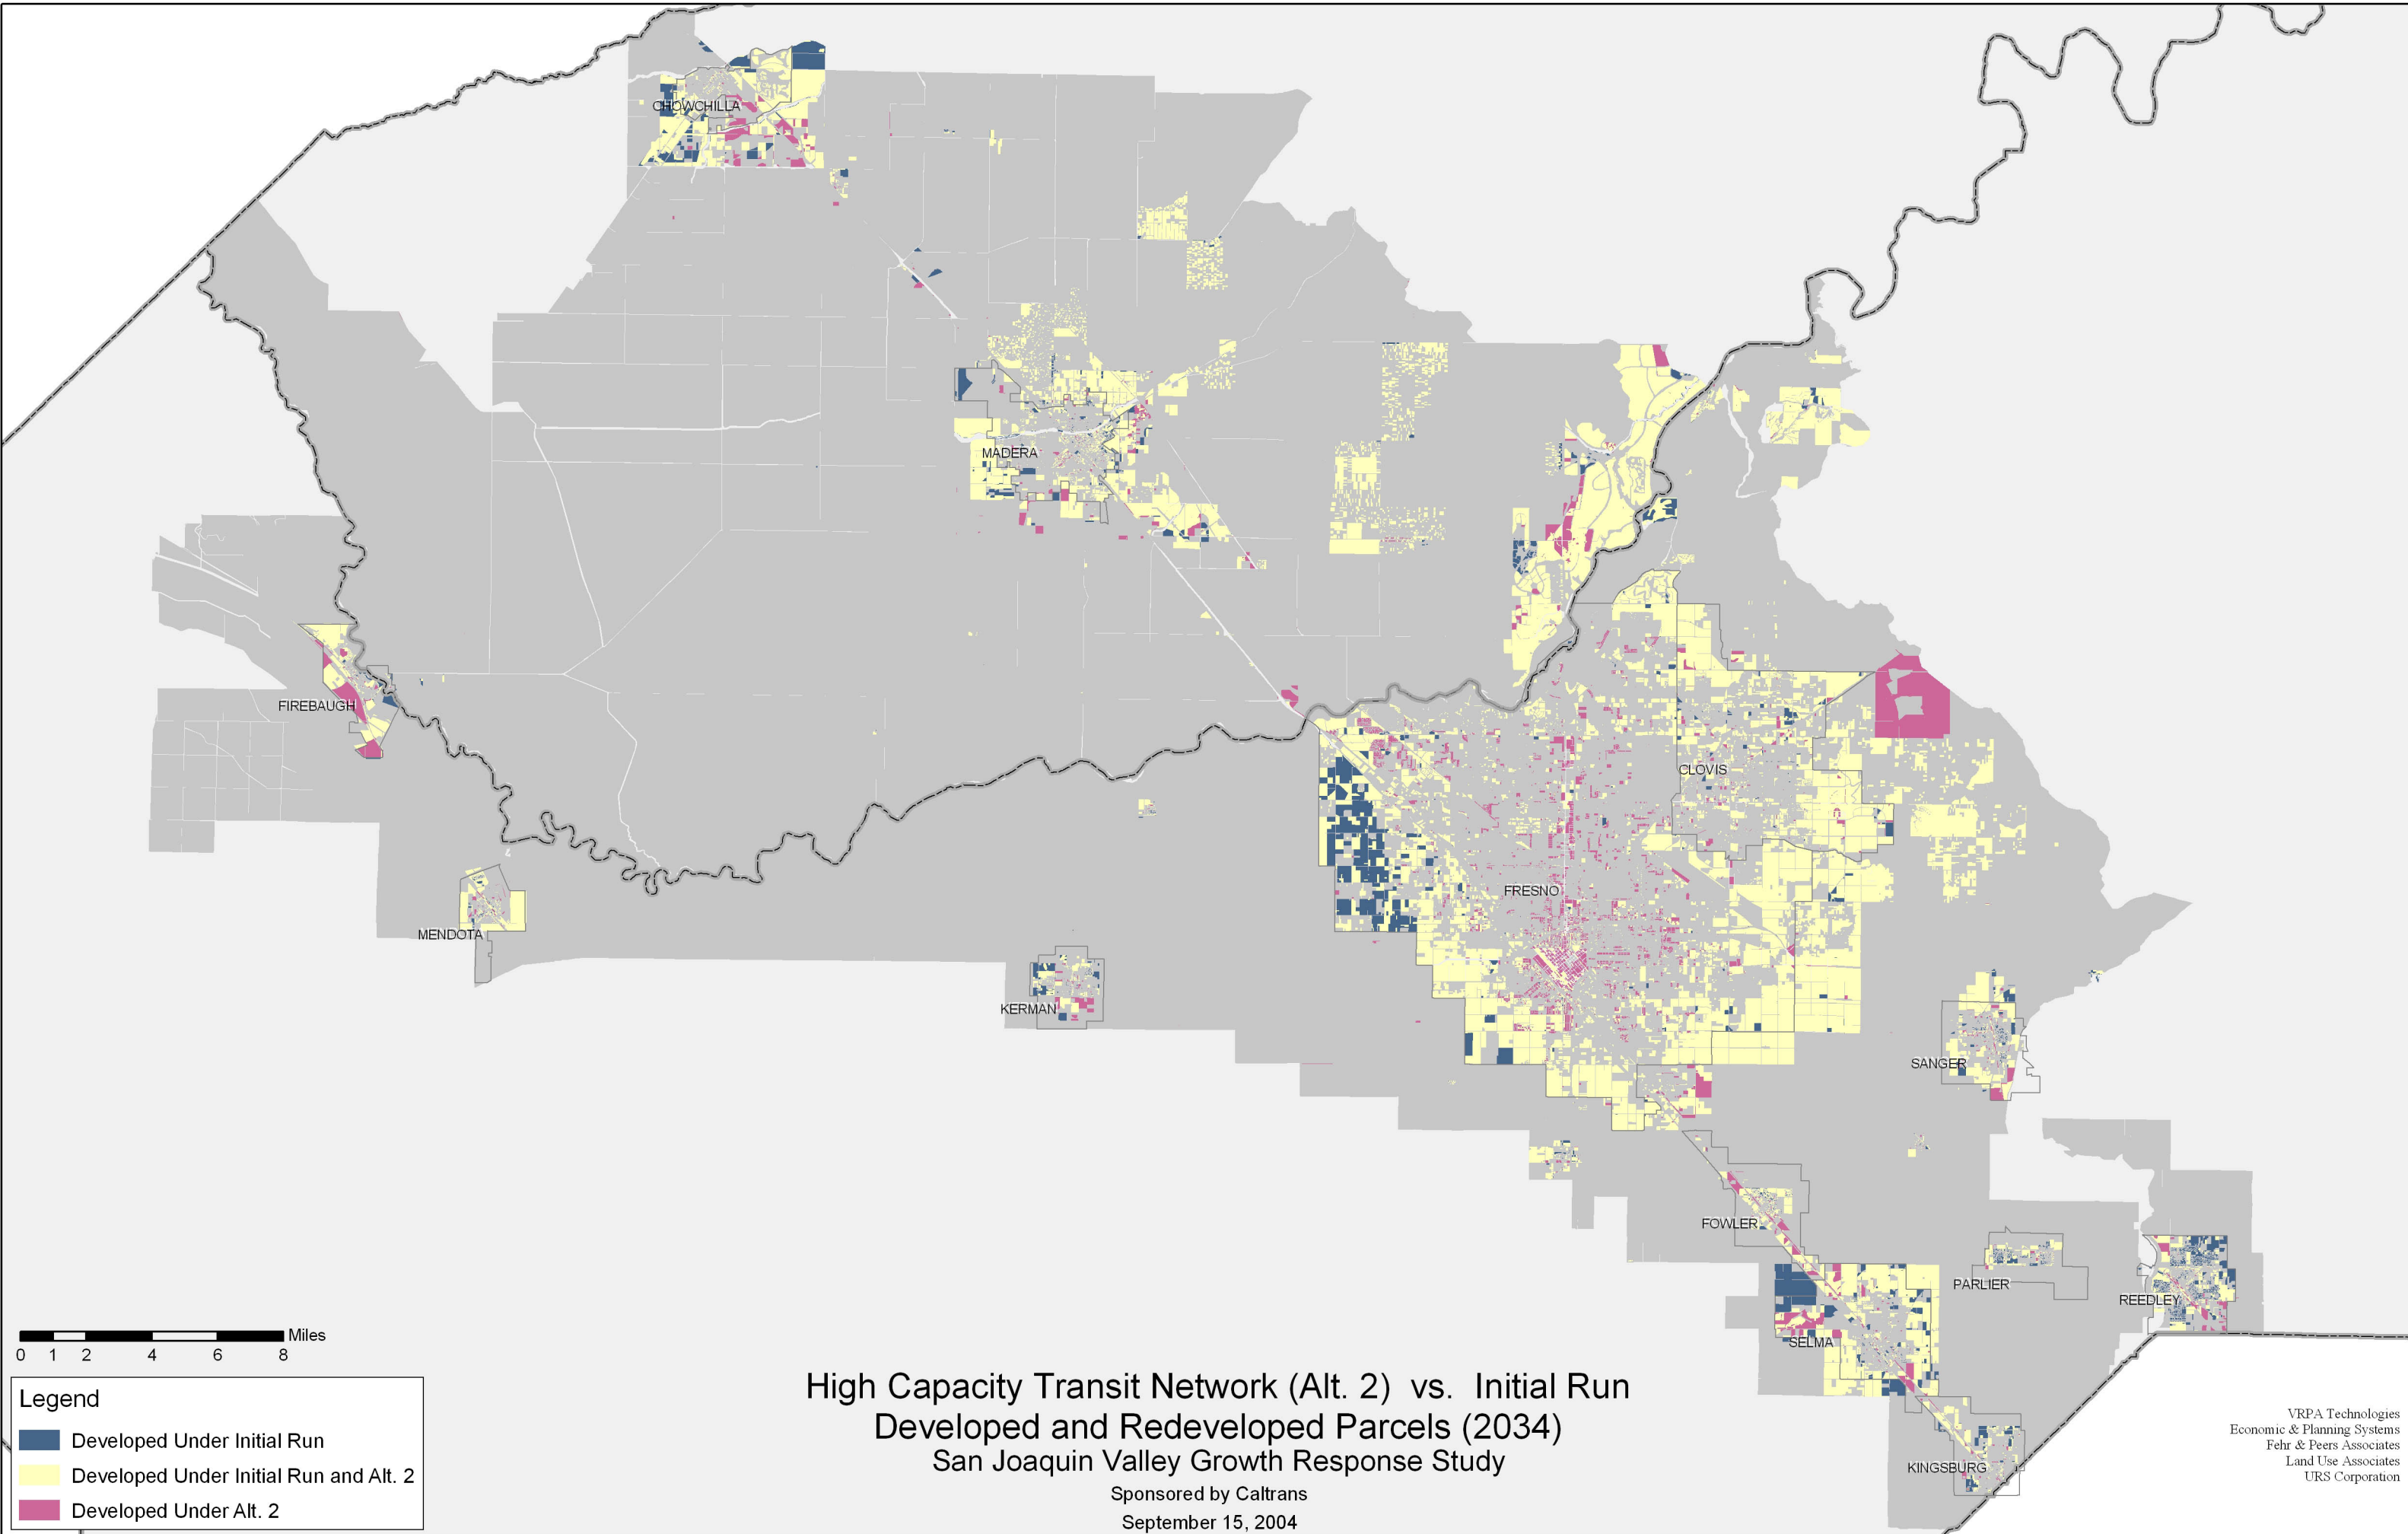 CHOWCHILLA
MADERA
FIREBAUGH
CLOVIS
FRESNO
MENDOTA
KERMAN
SANGER
FOWLER
PARLIER
REEDLEY
SELMA
KINGSBURG
Miles
0 1 2 4 6 8
Legend
Developed Under Initial Run
Developed Under Initial Run and Alt. 2
Developed Under Alt. 2
High Capacity Transit Network (Alt. 2) vs. Initial Run
Developed and Redeveloped Parcels (2034)
San Joaquin Valley Growth Response Study
Sponsored by Caltrans
September 15, 2004
VRPA Technologies
Economic & Planning Systems
Fehr & Peers Associates
Land Use Associates
URS Corporation